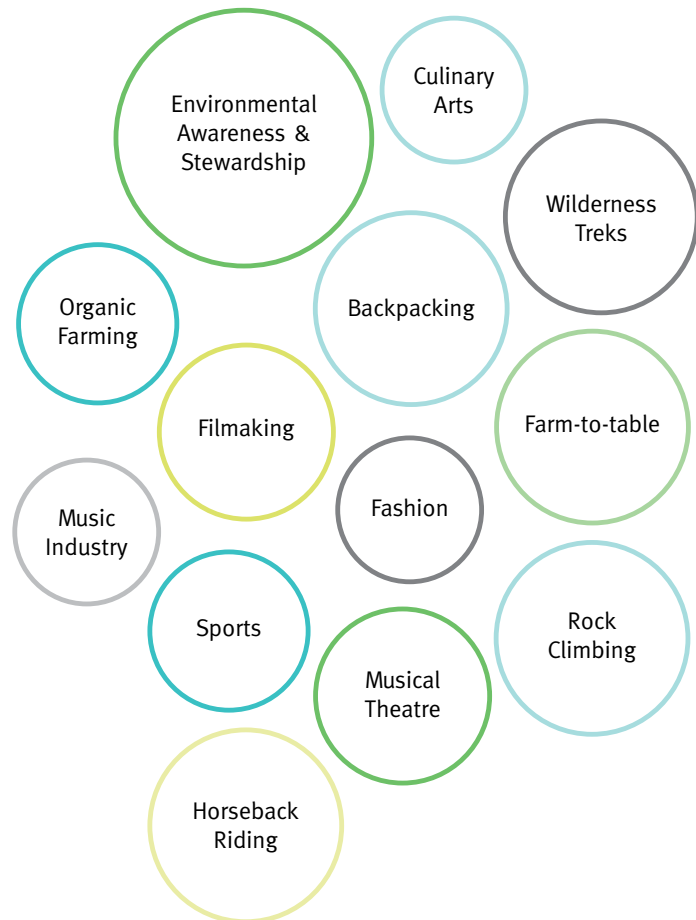 Environmental
Awareness &
Stewardship
Culinary
Arts
Wilderness
Treks
Organic
Farming
Backpacking
Filmaking
Farm-to-table
Fashion
Music
Industry
Sports
Rock
Climbing
Musical
Theatre
Horseback
Riding